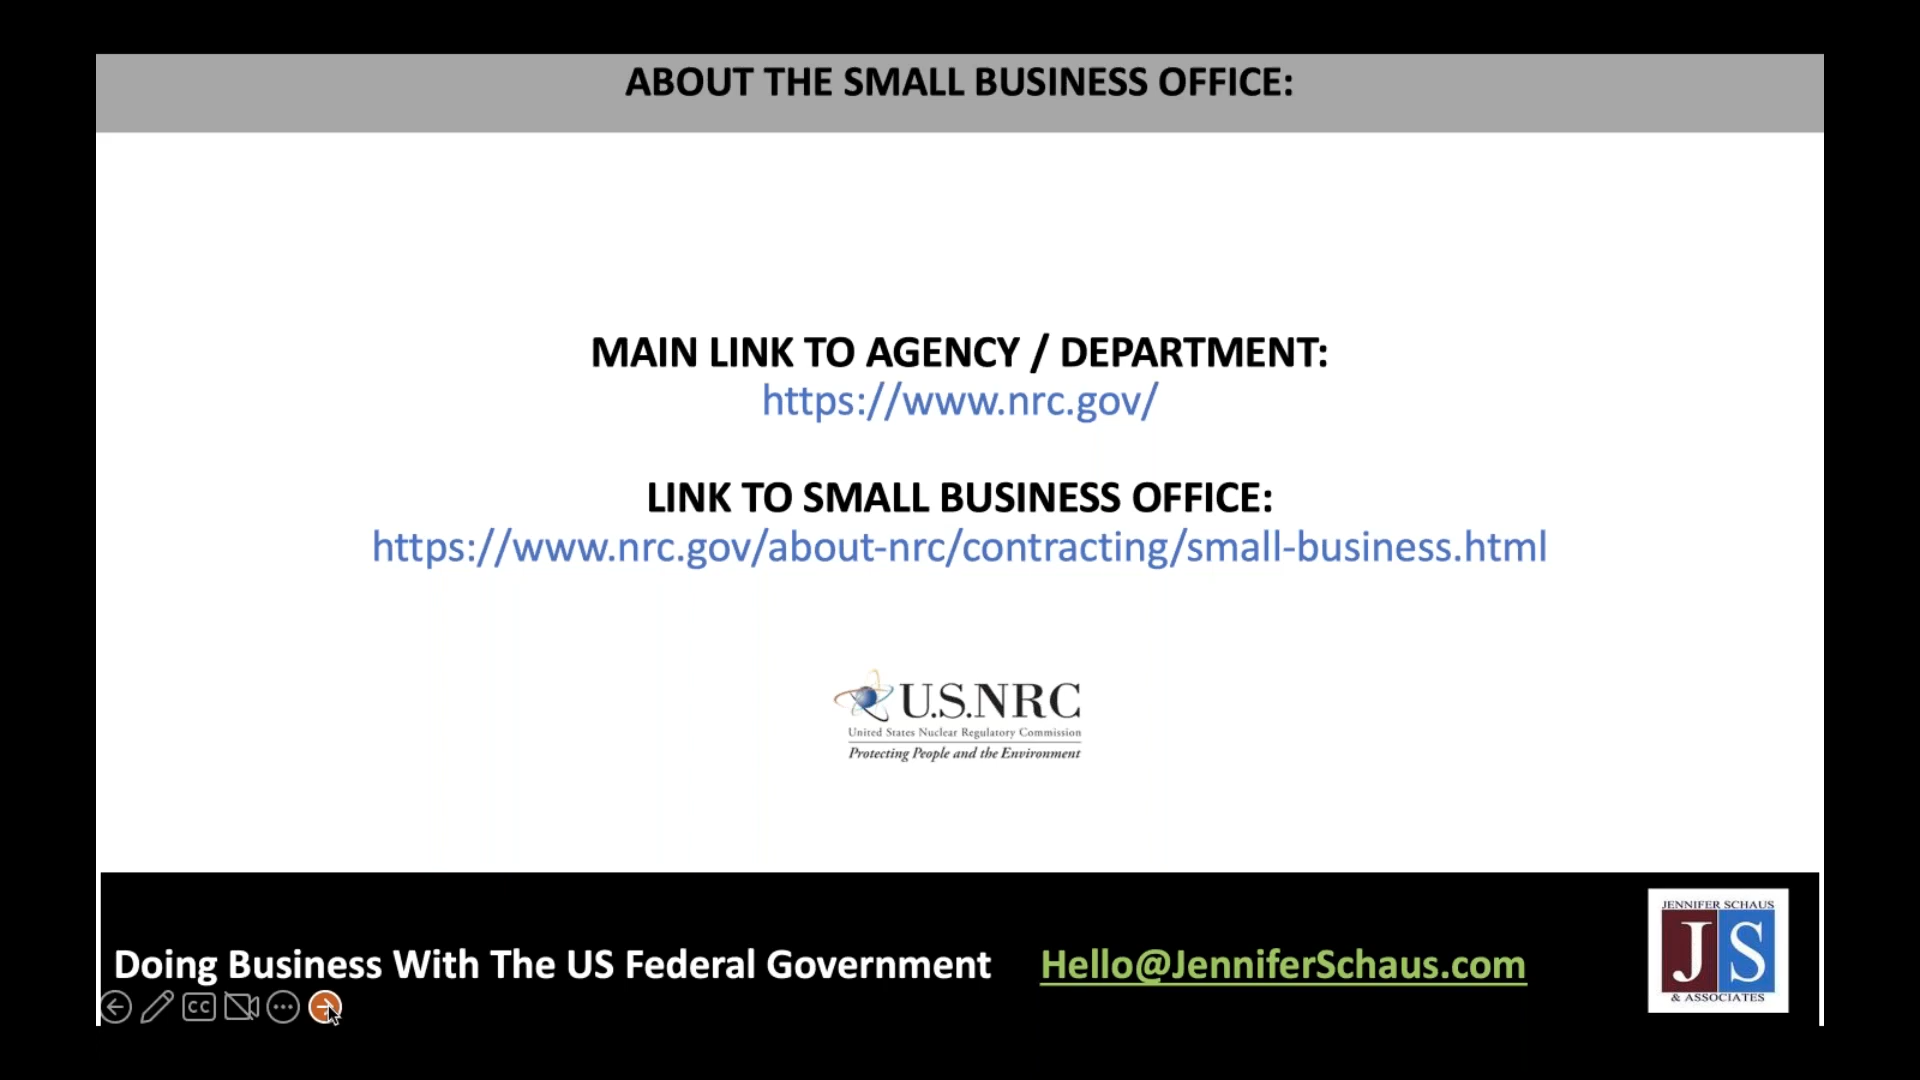 ABOUT THE SMALL BUSINESS OFFICE:
MAIN LINK TO AGENCY / DEPARTMENT:
https://www.nrc.gov/
LINK TO SMALL BUSINESS OFFICE:
https://www.nrc.gov/about-nrc/contracting/small-business.html
U.S.NRC
United States Nuclear Regulatory Commission
Protecting People and the Environment
Doing Business With The US Federal Government
Hello@JenniferSchaus.com
JENNIFER SCHAUS
JS
& ASSOCIATES
CC